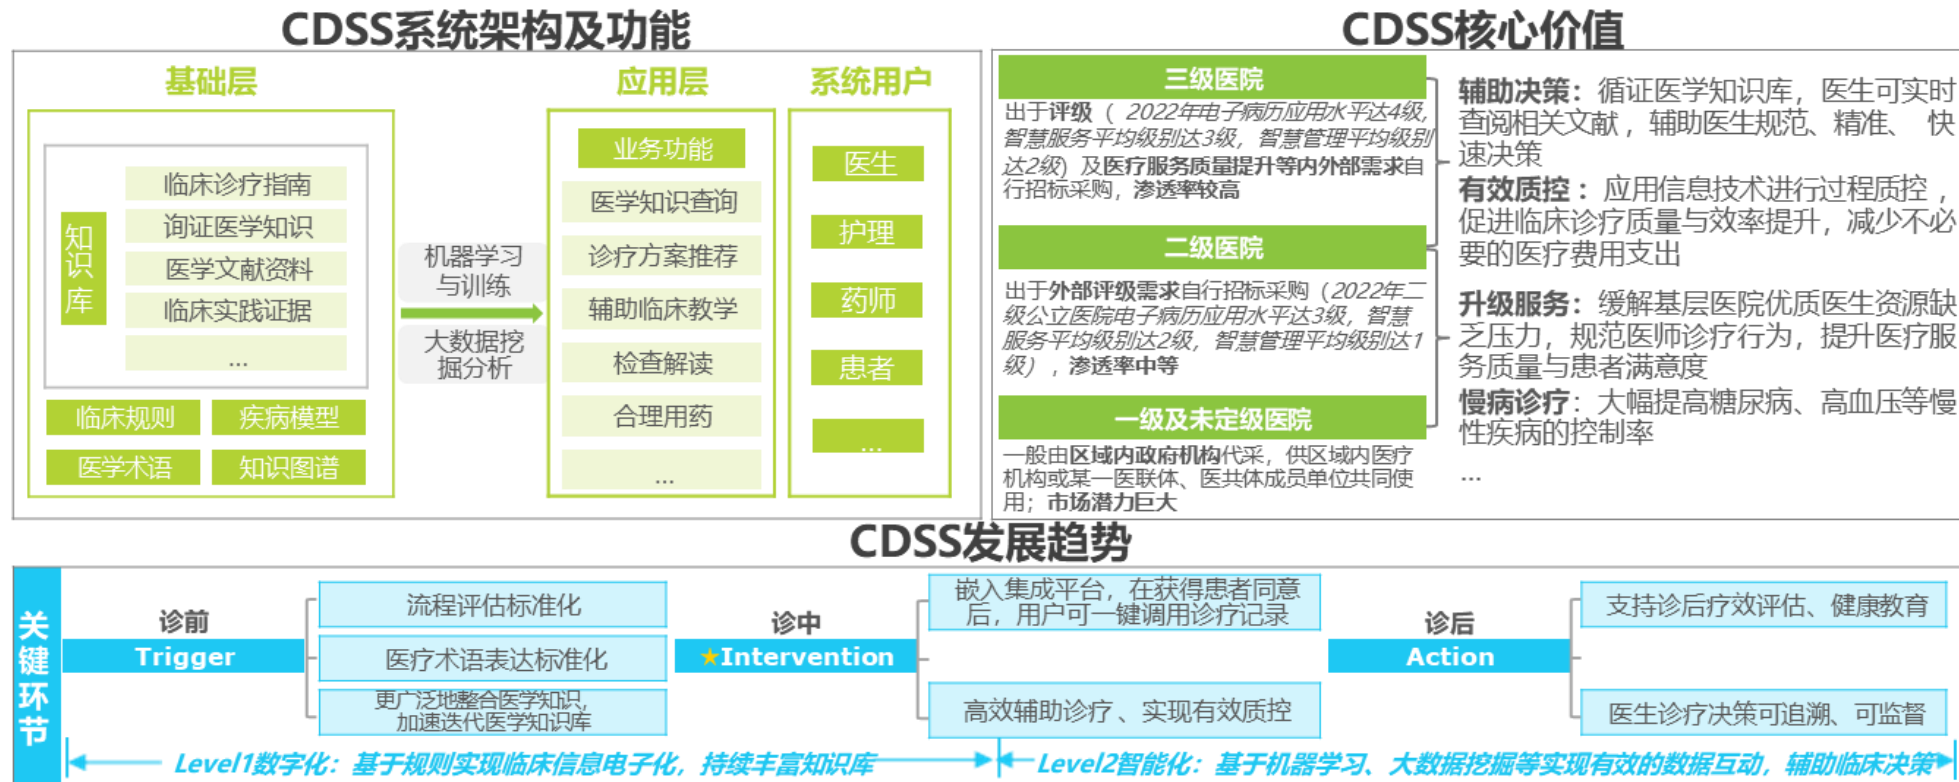 CDSS系统架构及功能
基础层
知识库
临床诊疗指南
询证医学知识
医学文献资料
临床实践证据
...
临床规则
疾病模型
医学术语
知识图谱
机器学习
与训练
大数据挖
掘分析
应用层
业务功能
医学知识查询
诊疗方案推荐
辅助临床教学
检查解读
合理用药
...
系统用户
医生
护理
药师
患者
...
CDSS核心价值
三级医院
出于评级（ 2022年电子病历应用水平达4级,
智慧服务平均级别达3级，智慧管理平均级别
达2级）及医疗服务质量提升等内外部需求自
行招标采购，渗透率较高
二级医院
出于外部评级需求自行招标采购（2022年二
级公立医院电子病历应用水平达3级，智慧
服务平均级别达2级，智慧管理平均级别达1
级），渗透率中等
一级及未定级医院
一般由区域内政府机构代采，供区域内医疗
机构或某一医联体、医共体成员单位共同使
用；市场潜力巨大
辅助决策：循证医学知识库，医生可实时
查阅相关文献，辅助医生规范、精准、 快
速决策
有效质控： 应用信息技术进行过程质控，
促进临床诊疗质量与效率提升，减少不必
要的医疗费用支出
升级服务：缓解基层医院优质医生资源缺
乏压力，规范医师诊疗行为，提升医疗服
务质量与患者满意度
慢病诊疗：大幅提高糖尿病、高血压等慢
性疾病的控制率
...
CDSS发展趋势
关键环节
诊前
Trigger
流程评估标准化
医疗术语表达标准化
更广泛地整合医学知识,
加速迭代医学知识库
诊中
★Intervention
嵌入集成平台，在获得患者同意
后，用户可一键调用诊疗记录
高效辅助诊疗、实现有效质控
诊后
Action
支持诊后疗效评估、健康教育
医生诊疗决策可追溯、可监督
Level1数字化：基于规则实现临床信息电子化，持续丰富知识库
Level2智能化：基于机器学习、大数据挖掘等实现有效的数据互动，辅助临床决策